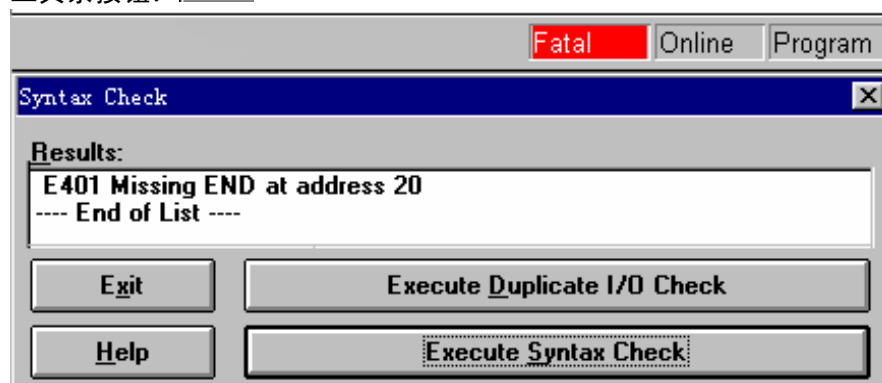 Fatal Online Program
Syntax Check
Results:
E401 Missing END at address 20
---- End of List ----
Exit Execute Duplicate I/O Check
Help Execute Syntax Check